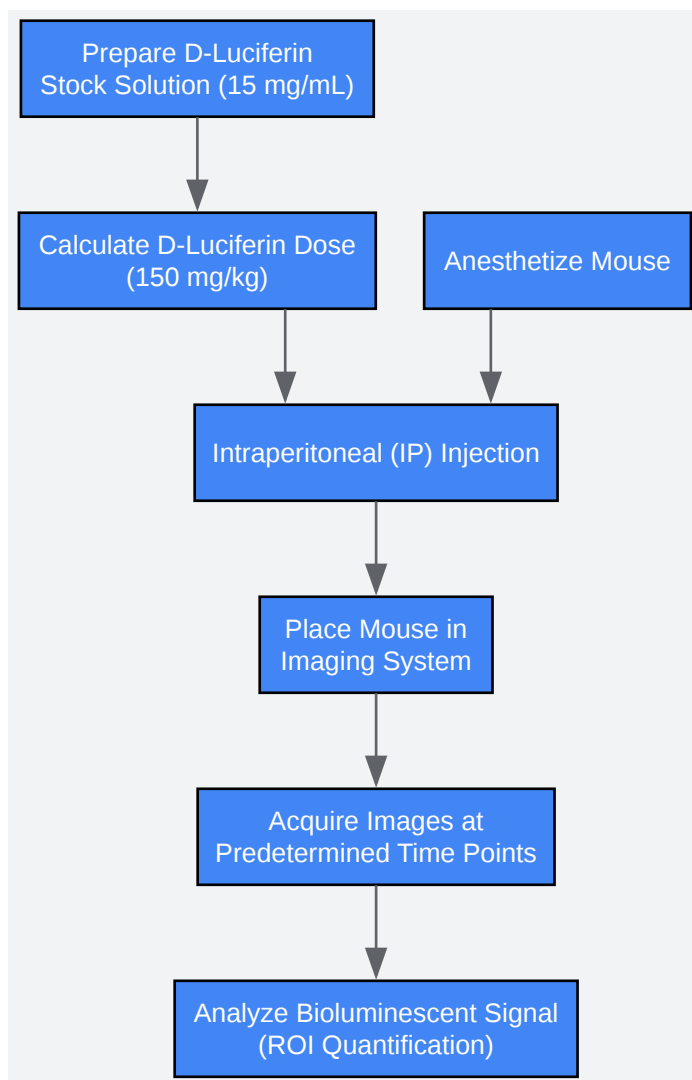 Prepare D-Luciferin
Stock Solution (15 mg/mL)
Calculate D-Luciferin Dose
(150 mg/kg)
Anesthetize Mouse
Intraperitoneal (IP) Injection
Place Mouse in
Imaging System
Acquire Images at
Predetermined Time Points
Analyze Bioluminescent Signal
(ROI Quantification)